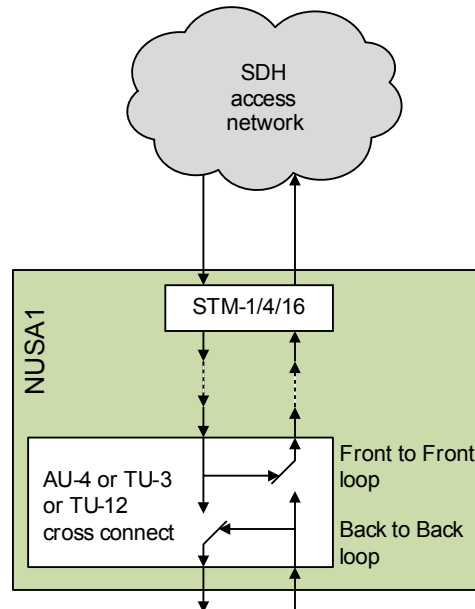 SDH
access
network
NUSA1
STM-1/4/16
AU-4 or TU-3
or TU-12
cross connect
Front to Front
loop
Back to Back
loop